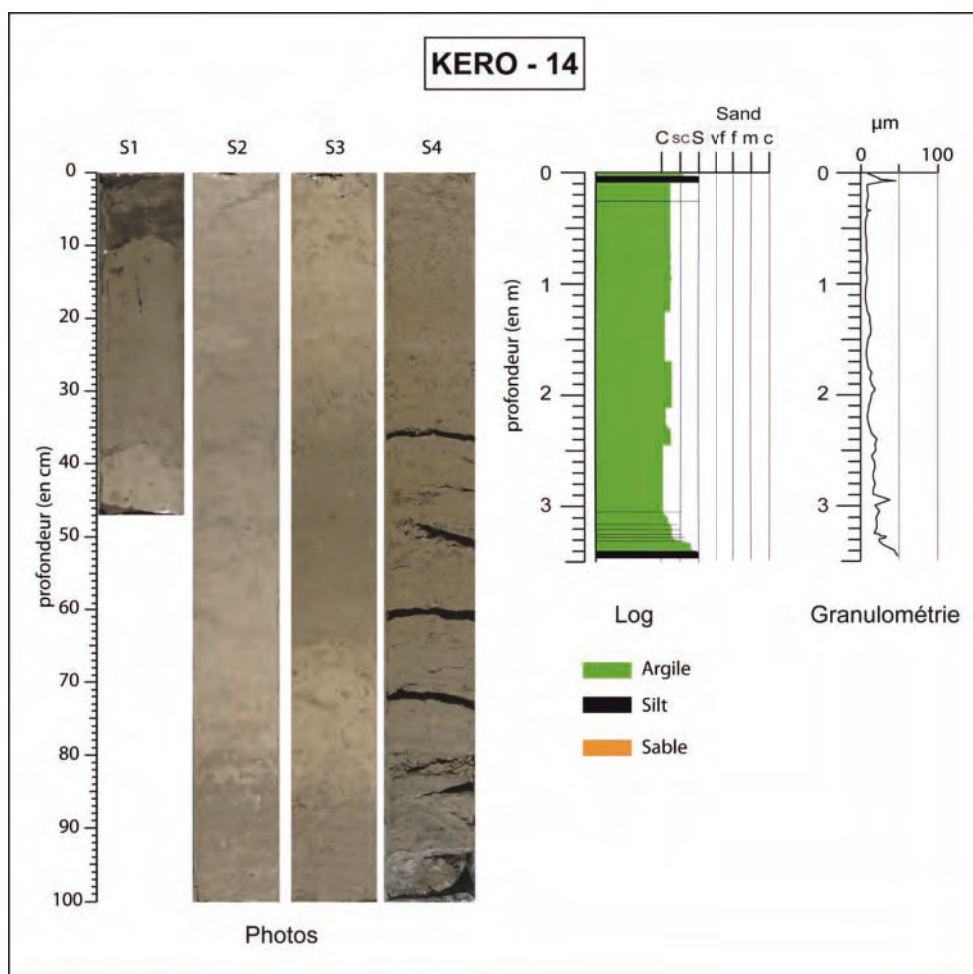 KERO - 14
S1 S2 S3 S4
0
10
20
30
40
50
60
70
80
90
100
profondeur (en cm)
Photos
Sand
C sc S vf f m c
0
1
2
3
profondeur (en m)
Log
µm
0 100
0
1
2
3
Granulométrie
Argile
Silt
Sable